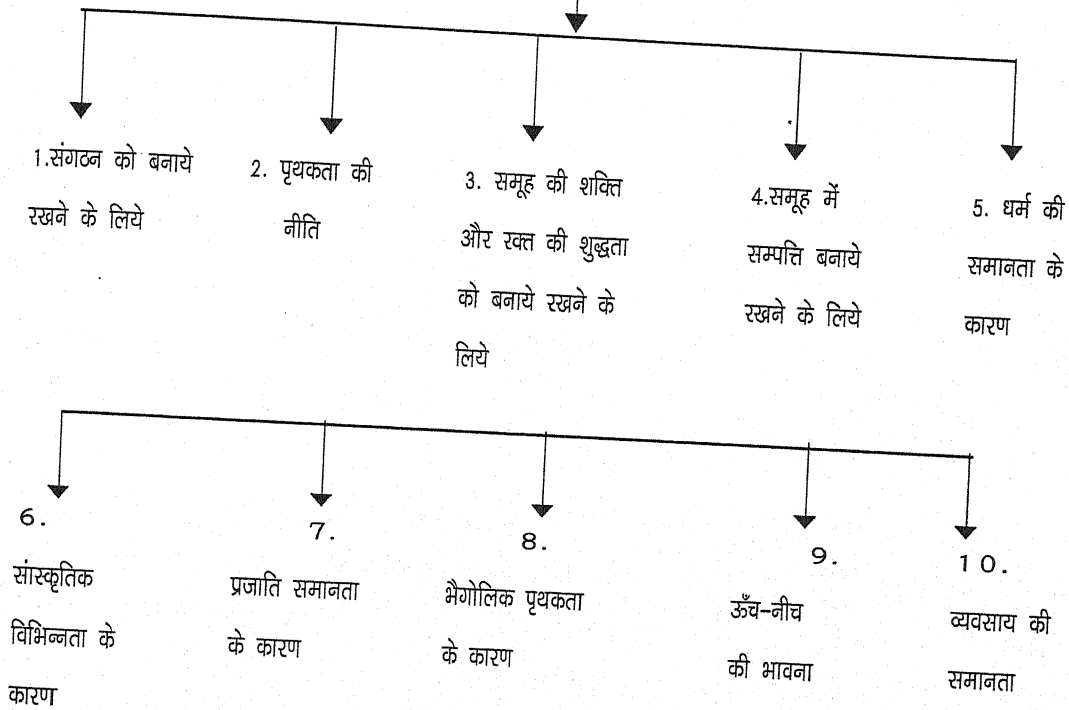 1.संगठन को बनाये
रखने के लिये
2. पृथकता की
नीति
3. समूह की शक्ति
और रक्त की शुद्धता
को बनाये रखने के
लिये
4.समूह में
सम्पत्ति बनाये
रखने के लिये
5. धर्म की
समानता के
कारण
6.
सांस्कृतिक
विभिन्नता के
कारण
7.
प्रजाति समानता
के कारण
8.
भैगोलिक पृथकता
के कारण
9.
ऊँच-नीच
की भावना
10.
व्यवसाय की
समानता